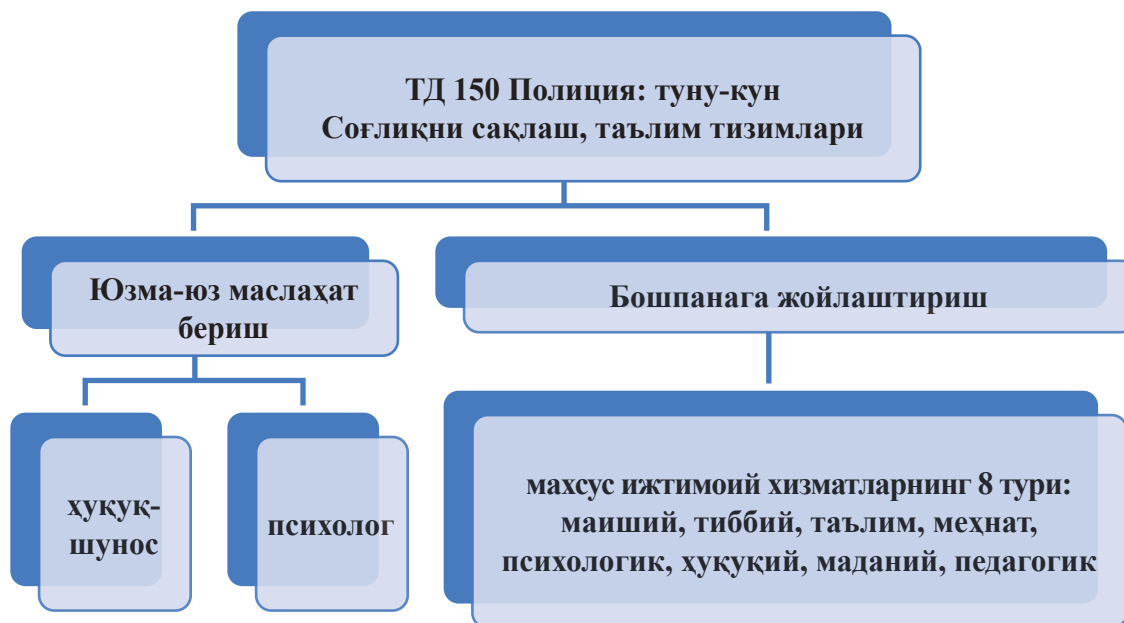 ТД 150 Полиция: туну-кун
Соғлиқни сақлаш, таълим тизимлари
Юзма-юз маслаҳат
бериш
Бошпанага жойлаштириш
ҳуқуқ-
шунос
психолог
махсус ижтимоий хизматларнинг 8 тури:
маиший, тиббий, таълим, меҳнат,
психологик, ҳуқуқий, маданий, педагогик